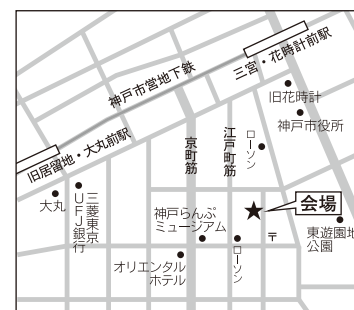 三宮・花時計前駅
神戸市営地下鉄
旧花時計
神戸市役所
旧居留地・大丸前駅
京町筋
江戸町筋
ローソン
大丸
三菱東京
UFJ銀行
神戸らんぷ
ミュージアム
会場
〒
ローソン
東遊園地
公園
オリエンタル
ホテル